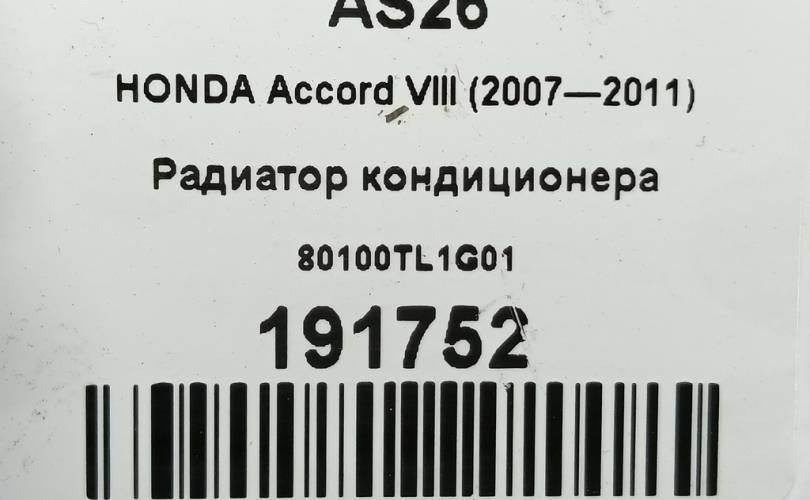 AS26
HONDA Accord VIII (2007—2011)
Радиатор кондиционера
80100TL1G01
191752